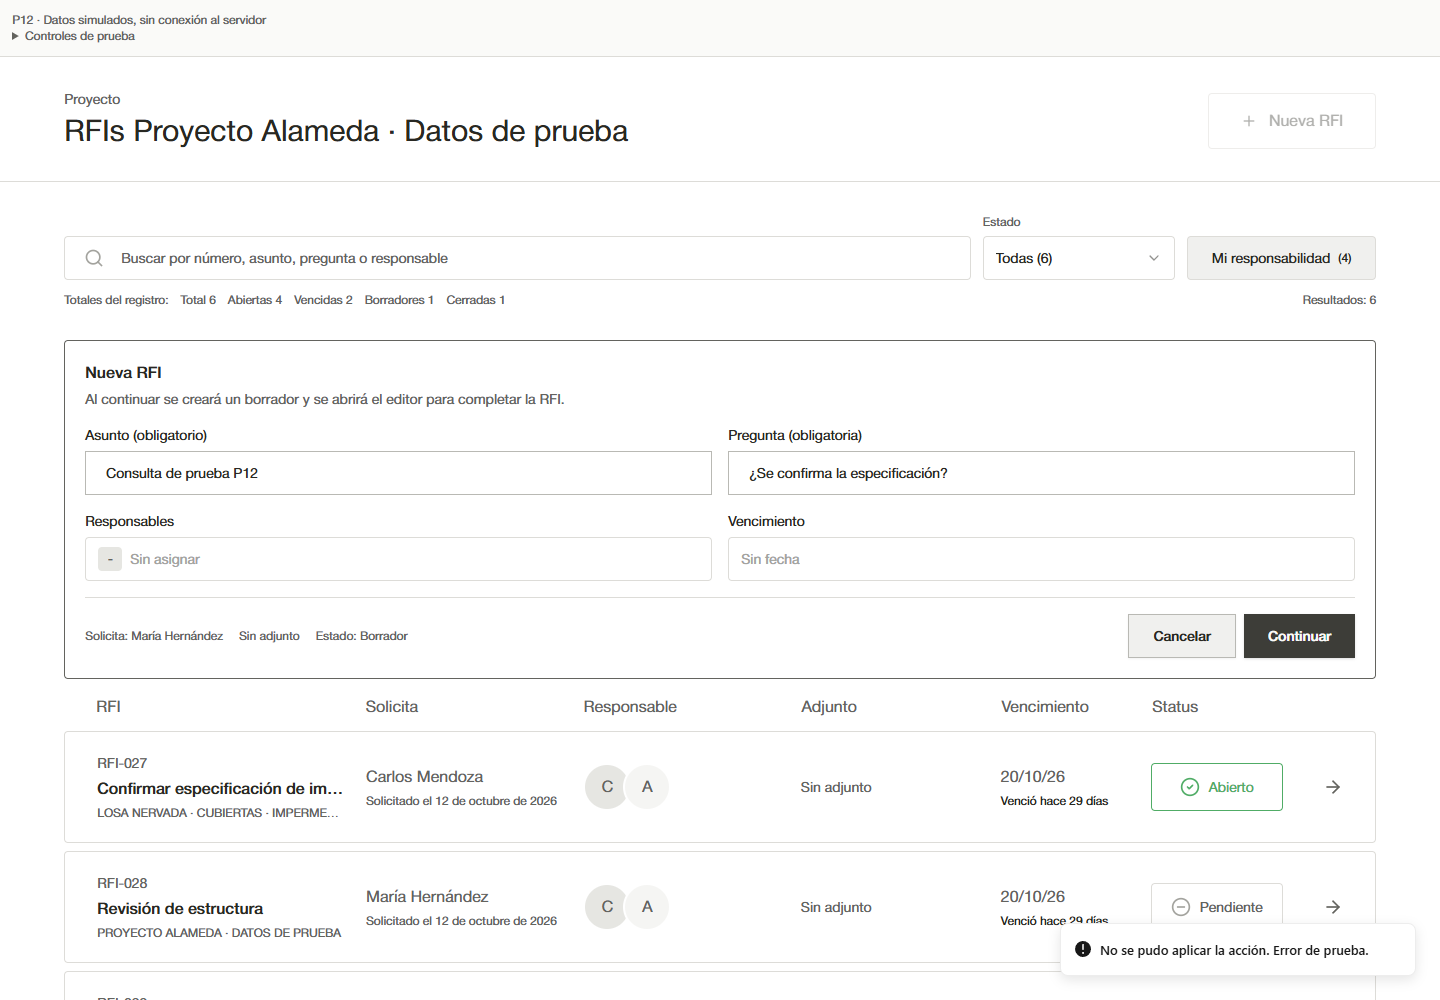 P12 · Datos simulados, sin conexión al servidor
Controles de prueba
Proyecto
RFIs Proyecto Alameda · Datos de prueba
Nueva RFI
Estado
Buscar por número, asunto, pregunta o responsable
Todas (6)
Mi responsabilidad (4)
Totales del registro: Total 6 Abiertas 4 Vencidas 2 Borradores 1 Cerradas 1
Resultados: 6
Nueva RFI
Al continuar se creará un borrador y se abrirá el editor para completar la RFI.
Asunto (obligatorio)
Pregunta (obligatoria)
Consulta de prueba P12
¿Se confirma la especificación?
Responsables
Vencimiento
- Sin asignar
Sin fecha
Solicita: María Hernández Sin adjunto Estado: Borrador
Cancelar
Continuar
RFI Solicita Responsable Adjunto Vencimiento Status
RFI-027
Confirmar especificación de im…
LOSA NERVADA · CUBIERTAS · IMPERME…
Carlos Mendoza
Solicitado el 12 de octubre de 2026
C A
Sin adjunto
20/10/26
Venció hace 29 días
Abierto
RFI-028
Revisión de estructura
PROYECTO ALAMEDA · DATOS DE PRUEBA
María Hernández
Solicitado el 12 de octubre de 2026
C A
Sin adjunto
20/10/26
Venció hace 29 días
Pendiente
No se pudo aplicar la acción. Error de prueba.